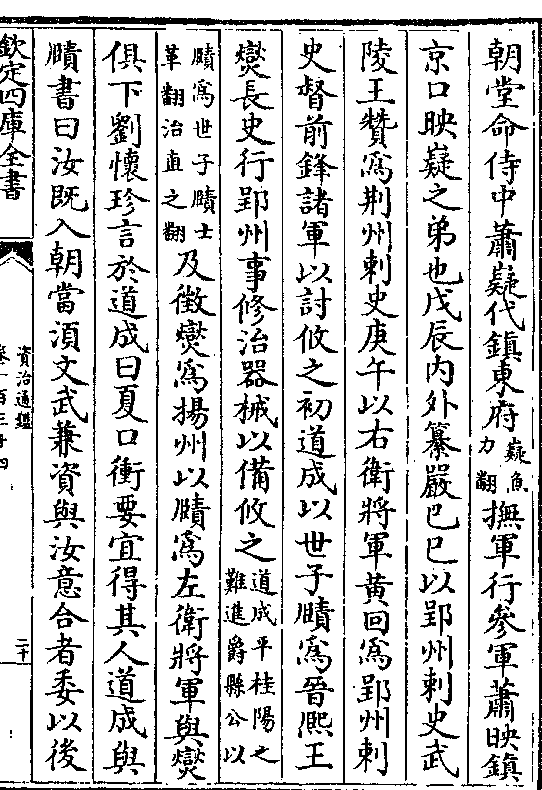 朝堂命侍中蕭嶷代鎮東府嶷魚力翻撫軍行參軍蕭映鎮
京口映嶷之弟也戊辰内外纂嚴己巳以郢州刺史武
陵王贊為荆州刺史庚午以右衛將軍黄回為郢州刺
史督前鋒諸軍以討攸之初道成以世子賾為晉熙王
燮長史行郢州事修治器械以備攸之道成平桂陽之難進爵縣公以
賾為世子賾士革翻治直之翻及徵燮為揚州以賾為左衛將軍與燮
俱下劉懷珍言於道成曰夏口衝要宜得其人道成與
賾書曰汝既入朝當湏文武兼資與汝意合者委以後
欽定四庫全書
資治通鑑
卷一百三十四
二十